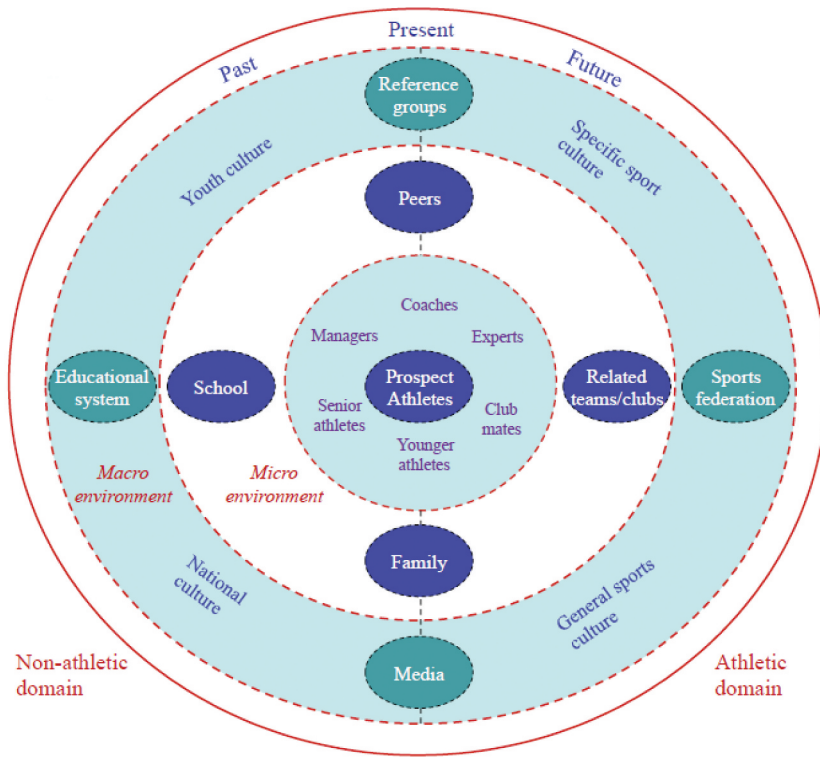 Present
Past
Future
Reference
groups
Youth culture
Specific sport
culture
Peers
Coaches
Managers
Experts
Educational
system
School
Prospect
Athletes
Related
teams/clubs
Sports
federation
Senior
athletes
Club
mates
Younger
athletes
Macro
environment
Micro
environment
Family
National
culture
General sports
culture
Media
Non-athletic
domain
Athletic
domain